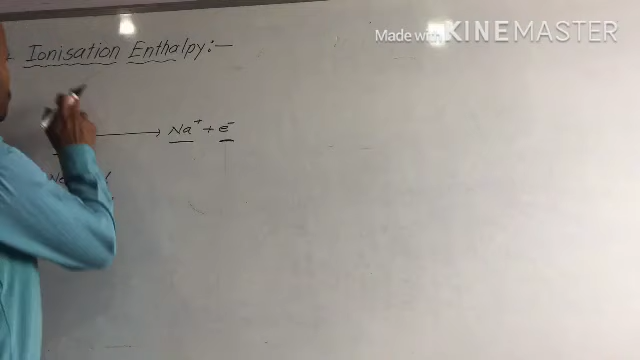 Ionisation Enthalpy:-
Made with KINEMASTER
⟶ Na⁺ + e⁻